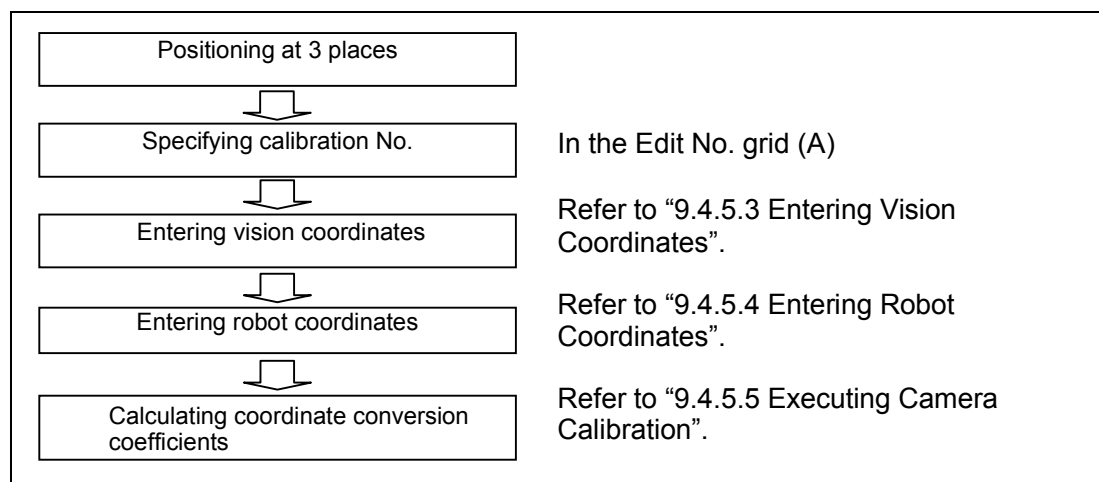 Positioning at 3 places
Specifying calibration No.
In the Edit No. grid (A)
Entering vision coordinates
Refer to “9.4.5.3 Entering Vision
Coordinates”.
Entering robot coordinates
Refer to “9.4.5.4 Entering Robot
Coordinates”.
Calculating coordinate conversion
coefficients
Refer to “9.4.5.5 Executing Camera
Calibration”.